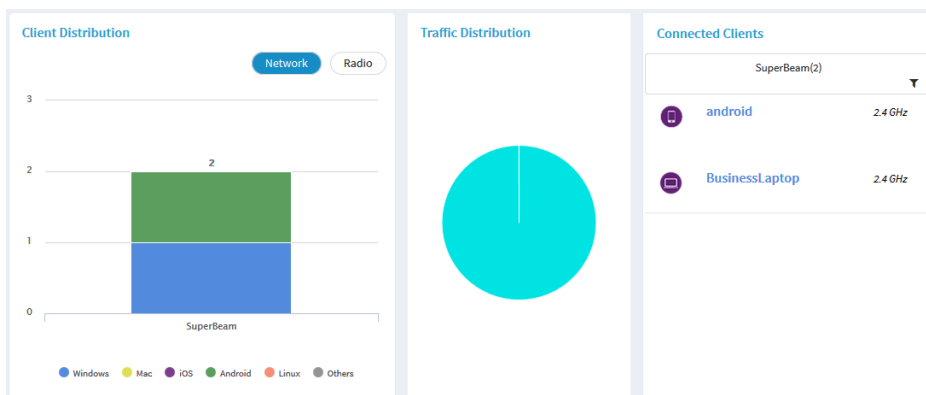 Client Distribution
Network Radio
3
2
2
1
0
SuperBeam
Windows Mac iOS Android Linux Others
Traffic Distribution
Connected Clients
SuperBeam(2)
android 2.4 GHz
BusinessLaptop 2.4 GHz